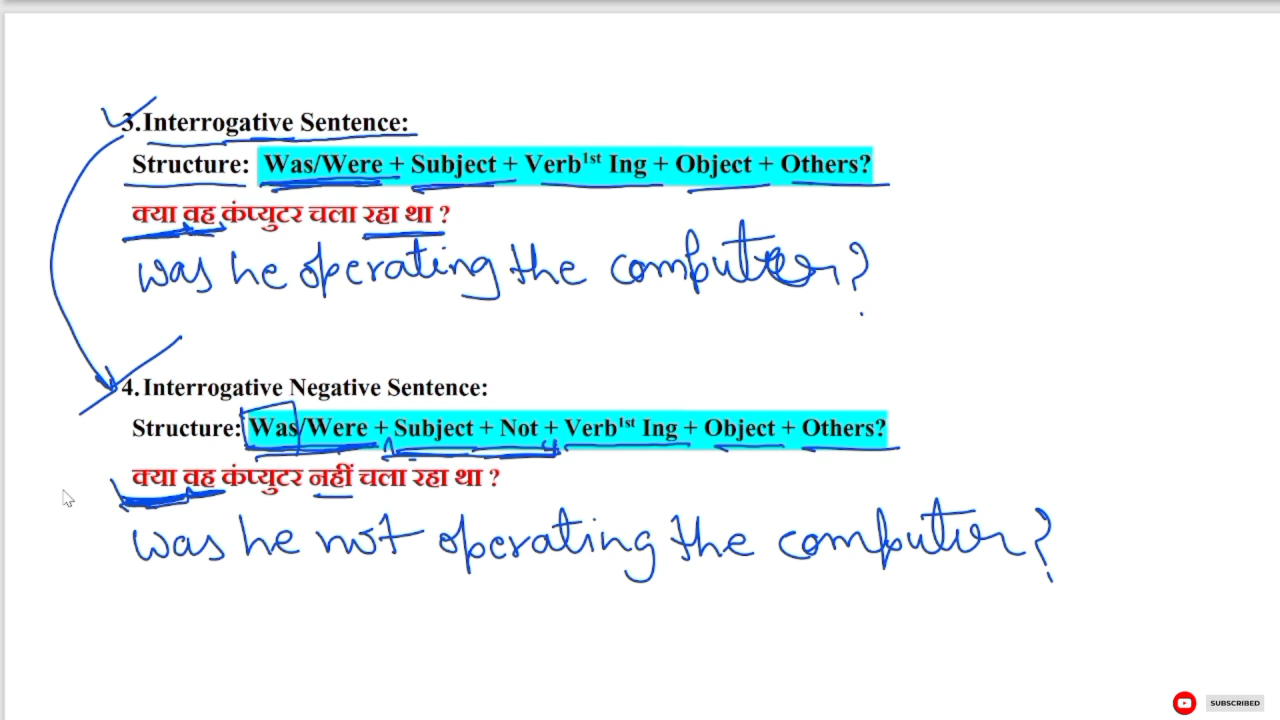 3.Interrogative Sentence:
Structure: Was/Were + Subject + Verb1st Ing + Object + Others?
क्या वह कंप्युटर चला रहा था ?
was he operating the computer?
4.Interrogative Negative Sentence:
Structure: Was/Were + Subject + Not + Verb1st Ing + Object + Others?
क्या वह कंप्युटर नहीं चला रहा था ?
was he not operating the computer?
SUBSCRIBED